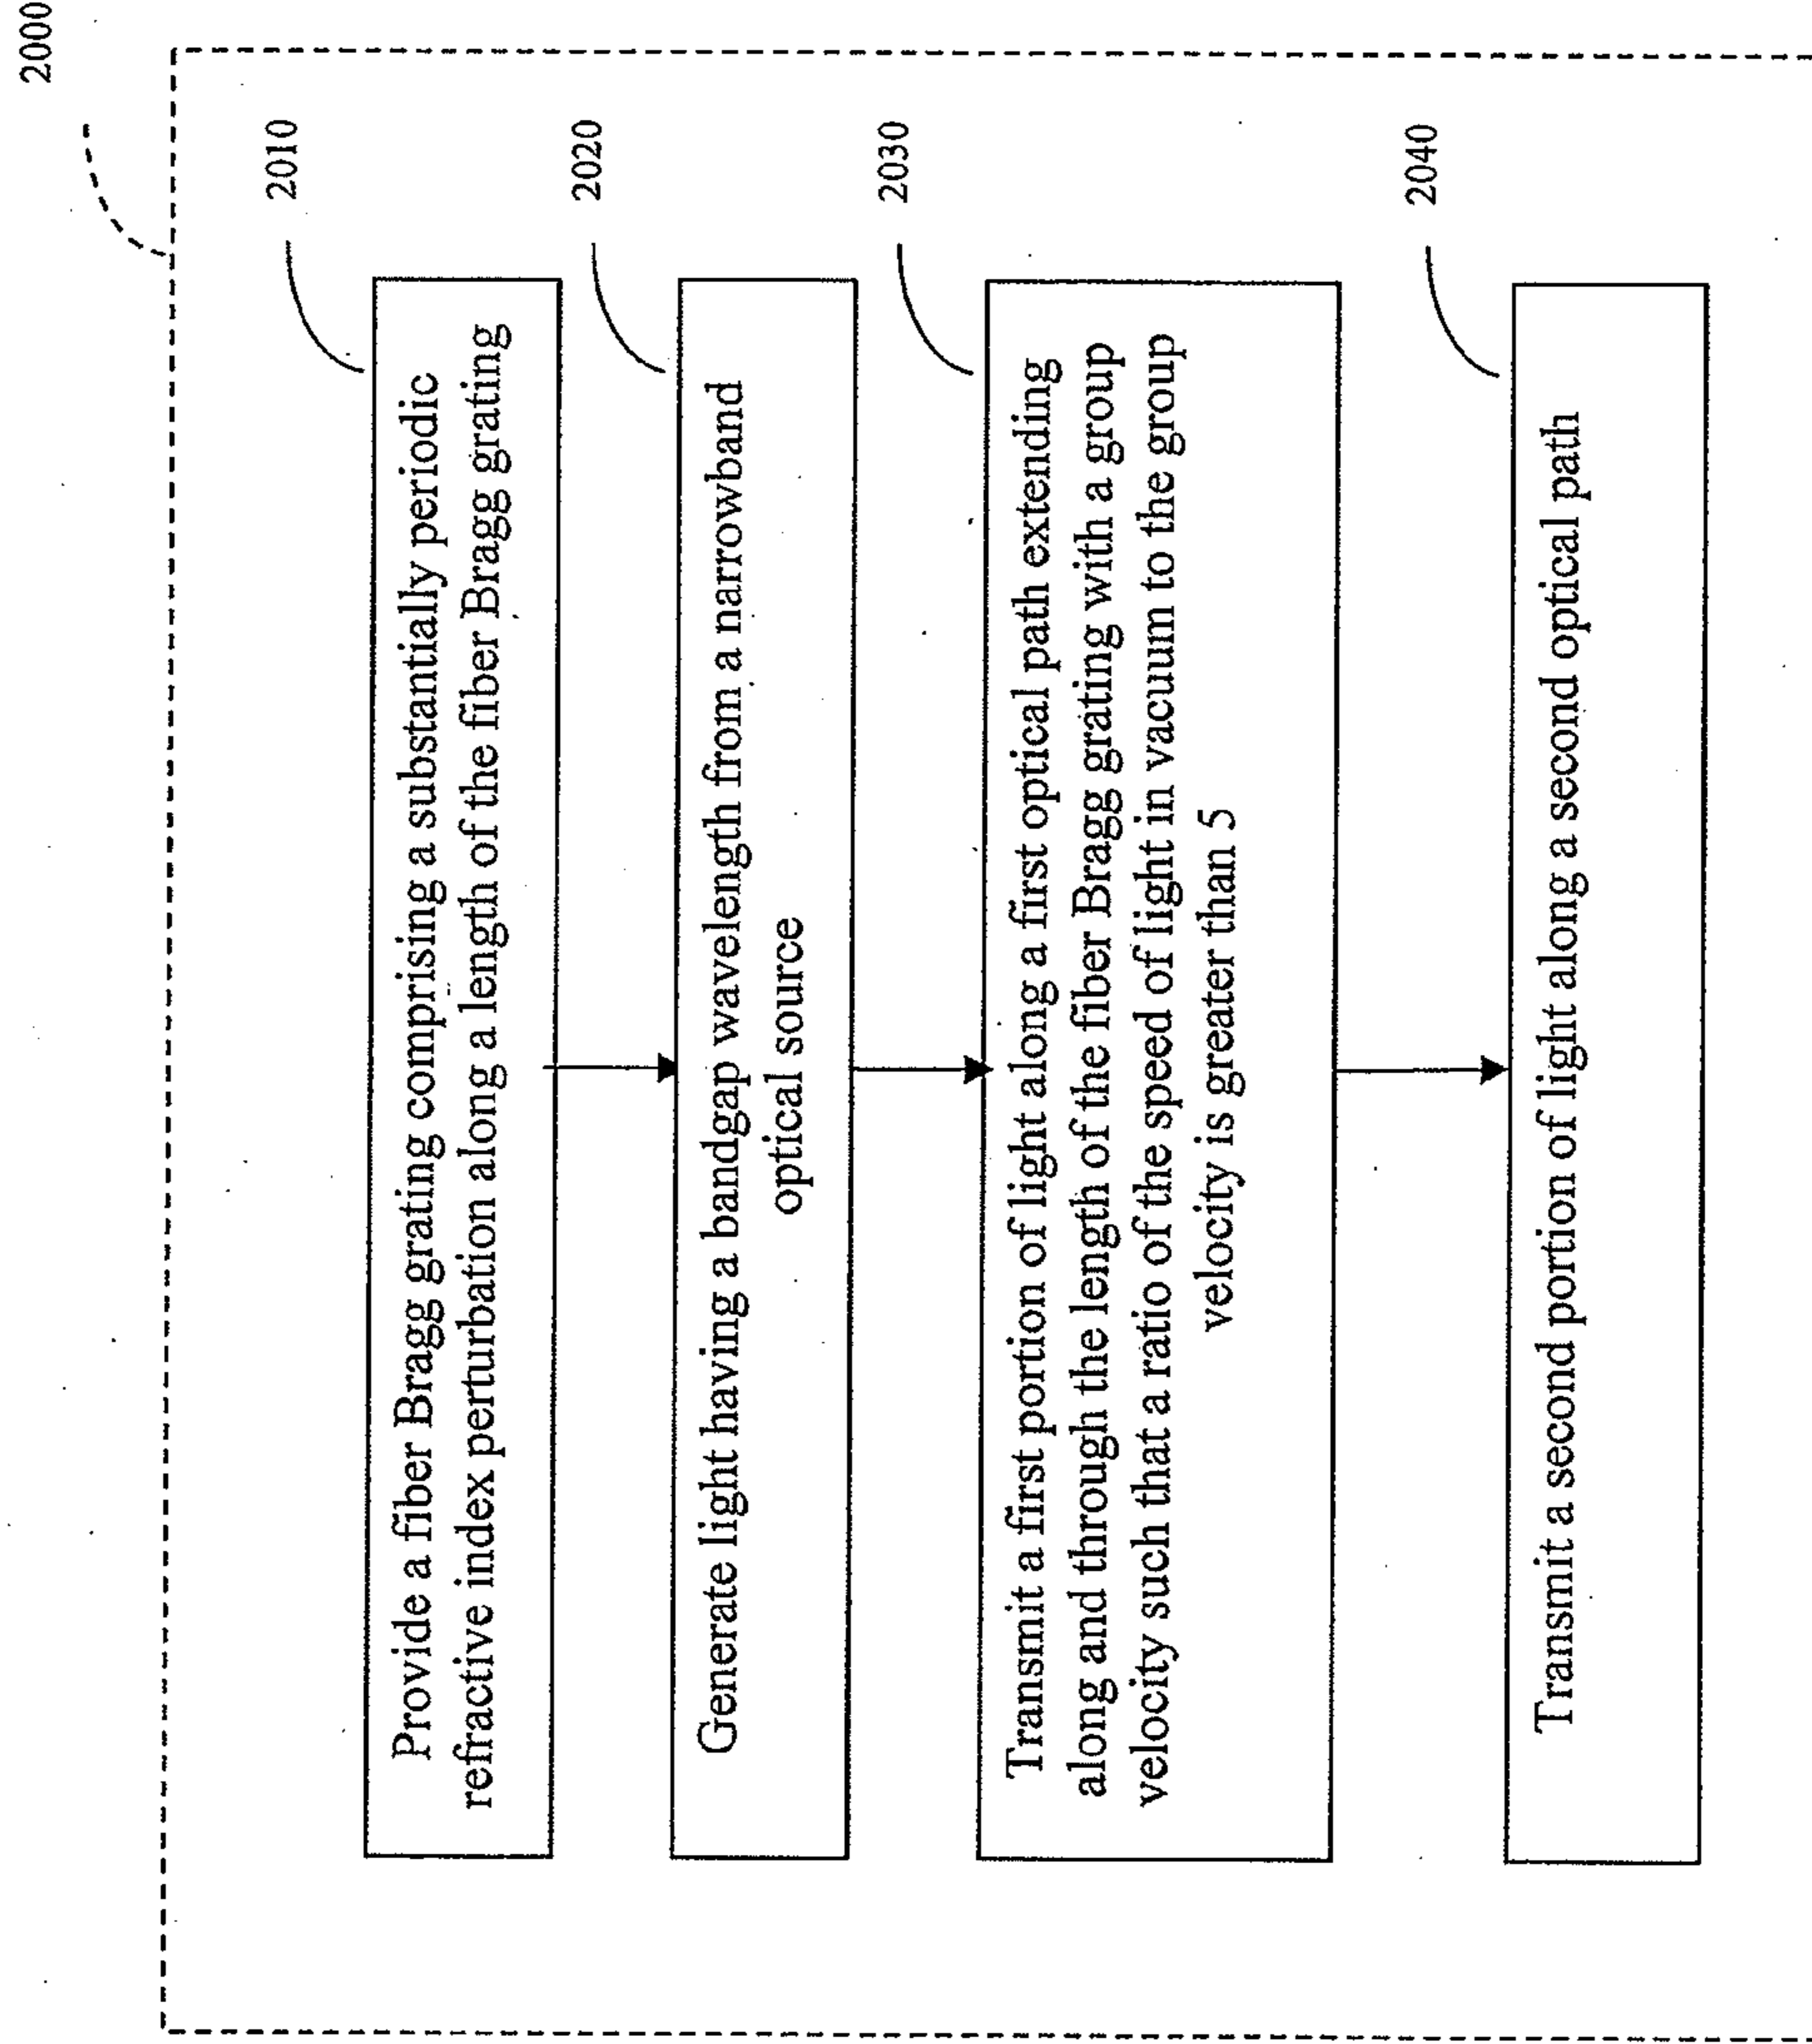 2000
2010
Provide a fiber Bragg grating comprising a substantially periodic
refractive index perturbation along a length of the fiber Bragg grating
2020
Generate light having a bandgap wavelength from a narrowband
optical source
2030
Transmit a first portion of light along a first optical path extending
along and through the length of the fiber Bragg grating with a group
velocity such that a ratio of the speed of light in vacuum to the group
velocity is greater than 5
2040
Transmit a second portion of light along a second optical path